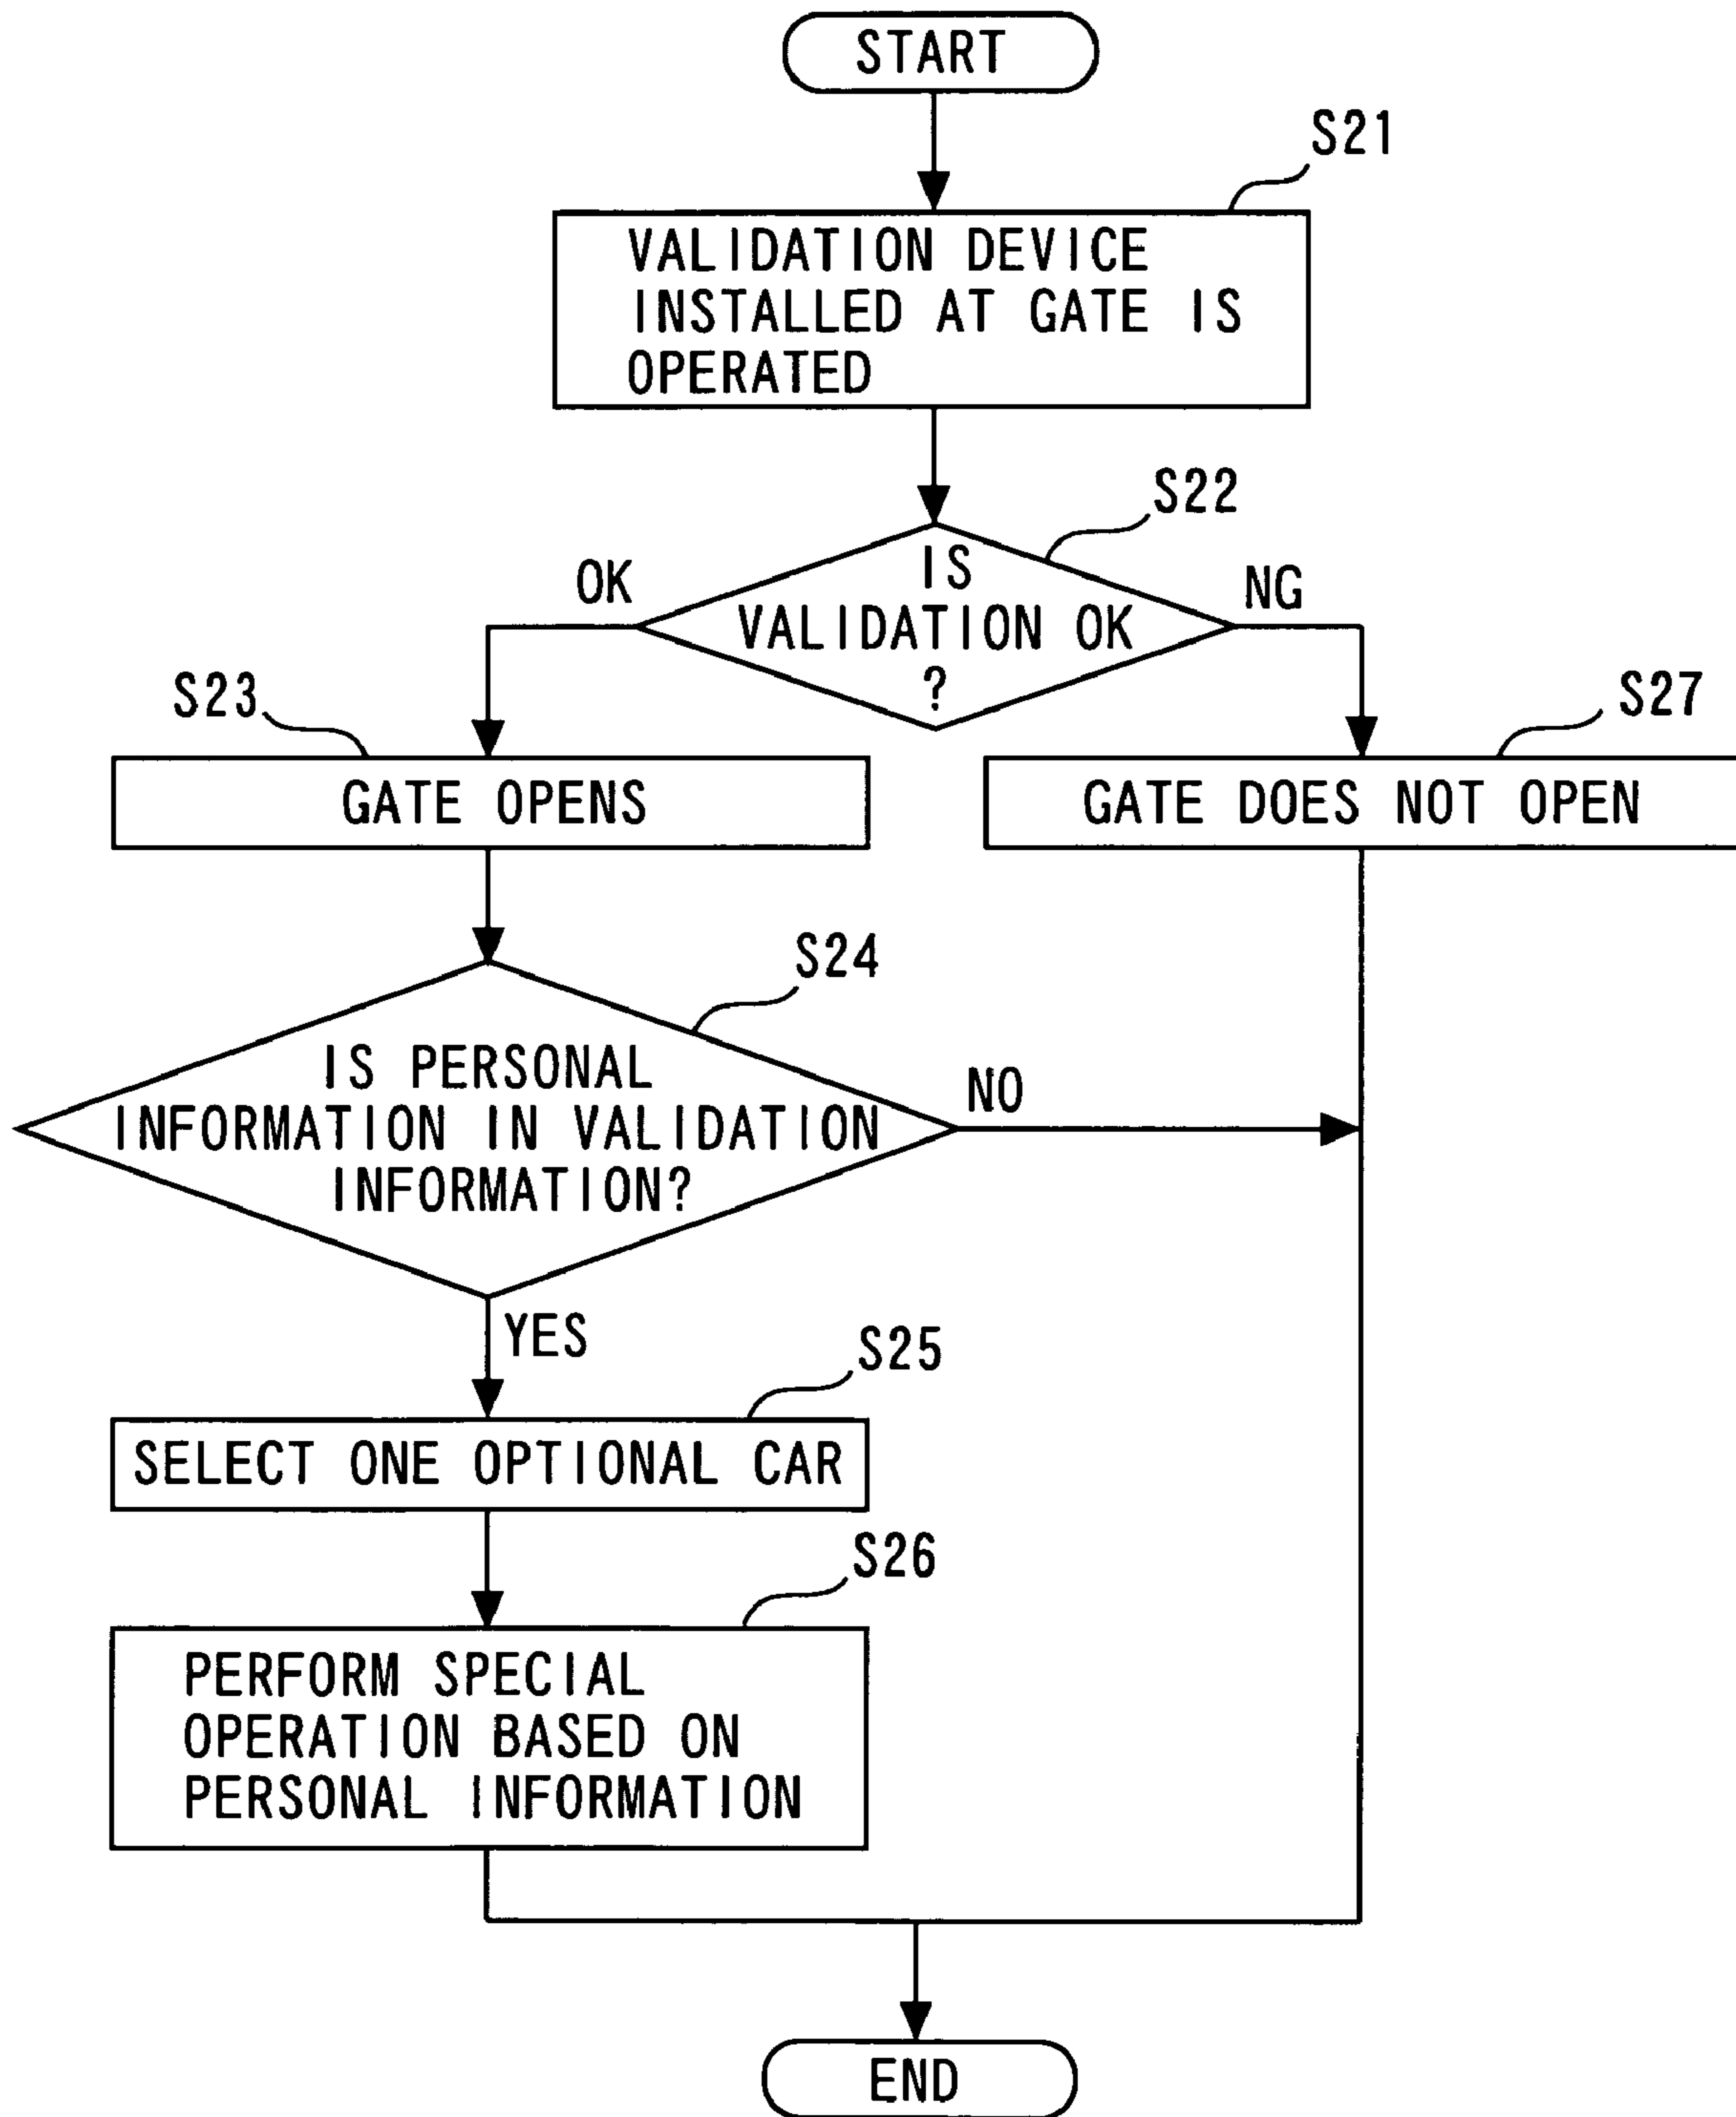 START
S21
VALIDATION DEVICE
INSTALLED AT GATE IS
OPERATED
S22
OK
IS
VALIDATION OK
?
NG
S23
S27
GATE OPENS
GATE DOES NOT OPEN
S24
IS PERSONAL
INFORMATION IN VALIDATION
INFORMATION?
NO
YES
S25
SELECT ONE OPTIONAL CAR
S26
PERFORM SPECIAL
OPERATION BASED ON
PERSONAL INFORMATION
END